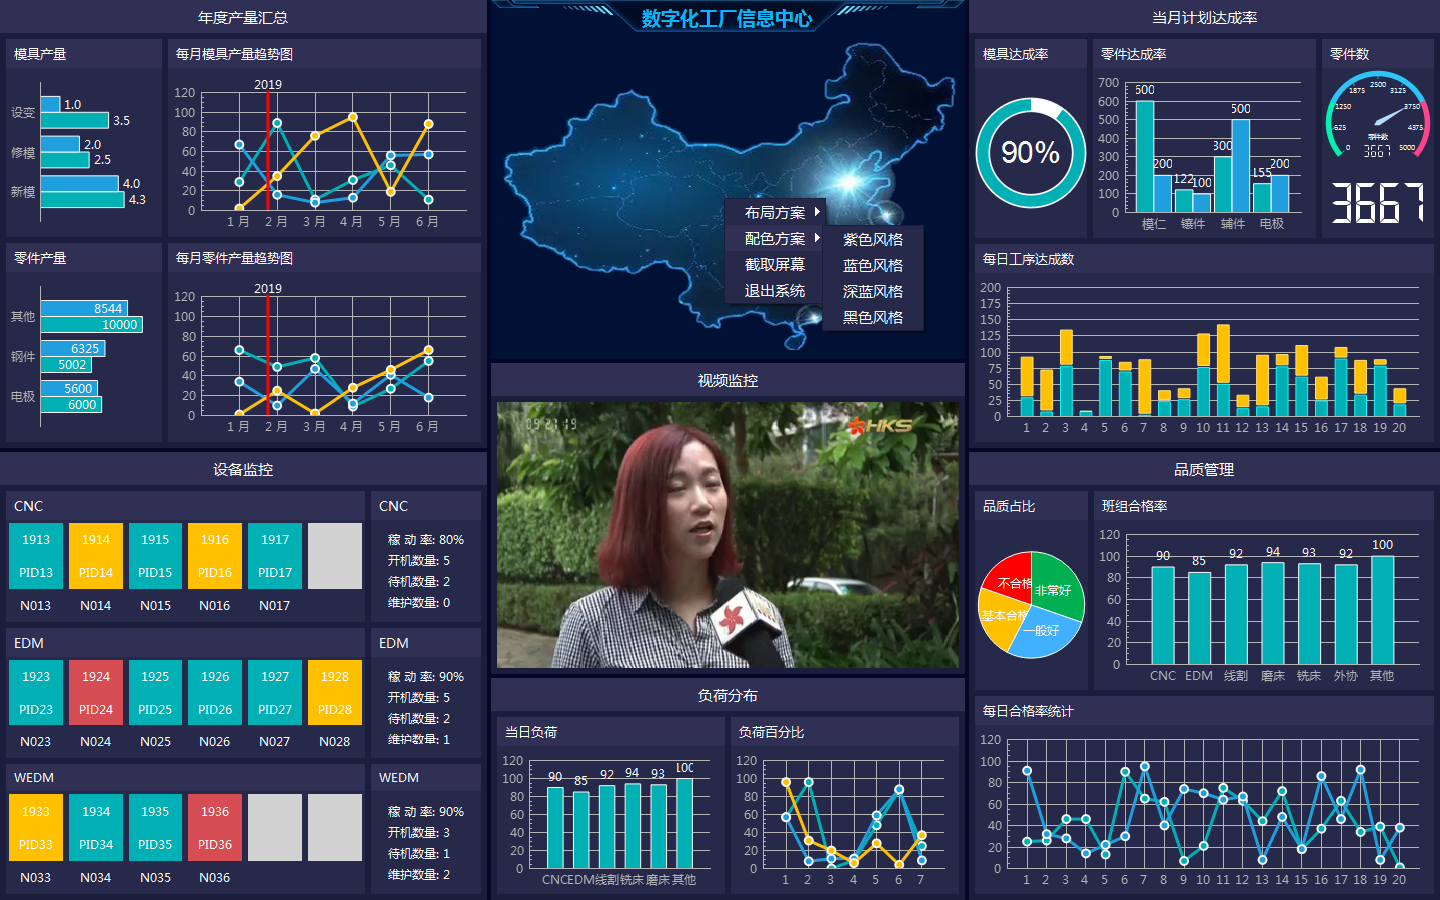 年度产量汇总
模具产量
设变
1.0
3.5
修模
2.0
2.5
新模
4.0
4.3
每月模具产量趋势图
2019
120
100
80
60
40
20
0
1 月 2 月 3 月 4 月 5 月 6 月
零件产量
其他
8544
10000
钢件
6325
5002
电极
5600
6000
每月零件产量趋势图
2019
120
100
80
60
40
20
0
1 月 2 月 3 月 4 月 5 月 6 月
设备监控
CNC
1913 1914 1915 1916 1917
PID13 PID14 PID15 PID16 PID17
N013 N014 N015 N016 N017
CNC
稼 动 率: 80%
开机数量: 5
待机数量: 2
维护数量: 0
EDM
1923 1924 1925 1926 1927 1928
PID23 PID24 PID25 PID26 PID27 PID28
N023 N024 N025 N026 N027 N028
EDM
稼 动 率: 90%
开机数量: 5
待机数量: 2
维护数量: 1
WEDM
1933 1934 1935 1936
PID33 PID34 PID35 PID36
N033 N034 N035 N036
WEDM
稼 动 率: 90%
开机数量: 3
待机数量: 1
维护数量: 2
数字化工厂信息中心
布局方案
配色方案
截取屏幕
退出系统
紫色风格
蓝色风格
深蓝风格
黑色风格
视频监控
09 27:19
HKS
负荷分布
当日负荷
120
100
80
60
40
20
0
90 85 92 94 93 100
CNC EDM 线割 铣床 磨床 其他
负荷百分比
120
100
80
60
40
20
0
1 2 3 4 5 6 7
当月计划达成率
模具达成率
90%
零件达成率
700
600
500
400
300
200
100
0
500 200 122 100 300 500 155 200
模仁 镶件 辅件 电极
零件数
0 625 1250 1875 2500 3125 3750 4375 5000
零件数
3667
3667
每日工序达成数
200
175
150
125
100
75
50
25
0
1 2 3 4 5 6 7 8 9 10 11 12 13 14 15 16 17 18 19 20
品质管理
品质占比
不合格
非常好
基本合格
一般好
班组合格率
120
100
80
60
40
20
0
90 85 92 94 93 92 100
CNC EDM 线割 磨床 铣床 外协 其他
每日合格率统计
120
100
80
60
40
20
0
1 2 3 4 5 6 7 8 9 10 11 12 13 14 15 16 17 18 19 20